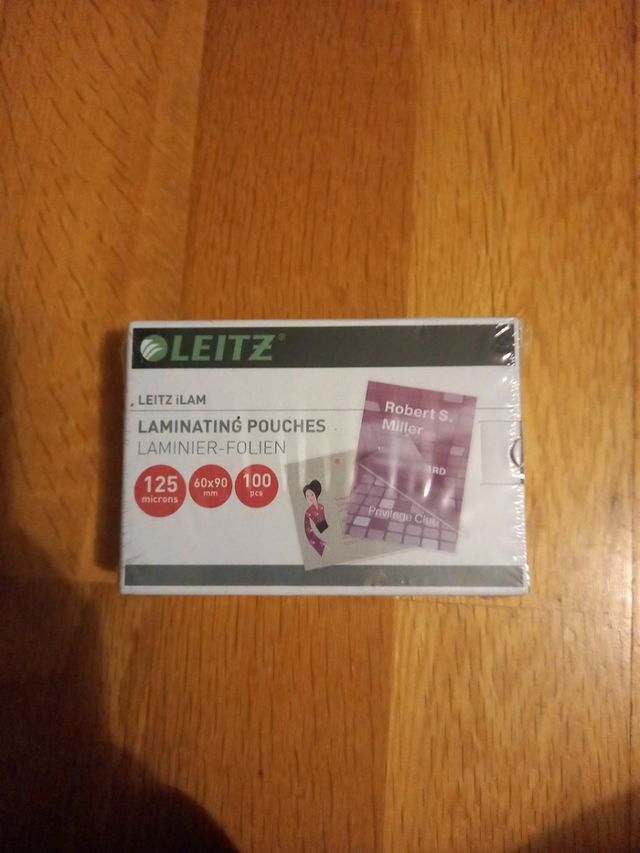 LEITZ®
LEITZ iLAM
LAMINATING POUCHES
LAMINIER-FOLIEN
125
microns
60x90
mm
100
pcs
Robert S.
Miller
Privilege Club